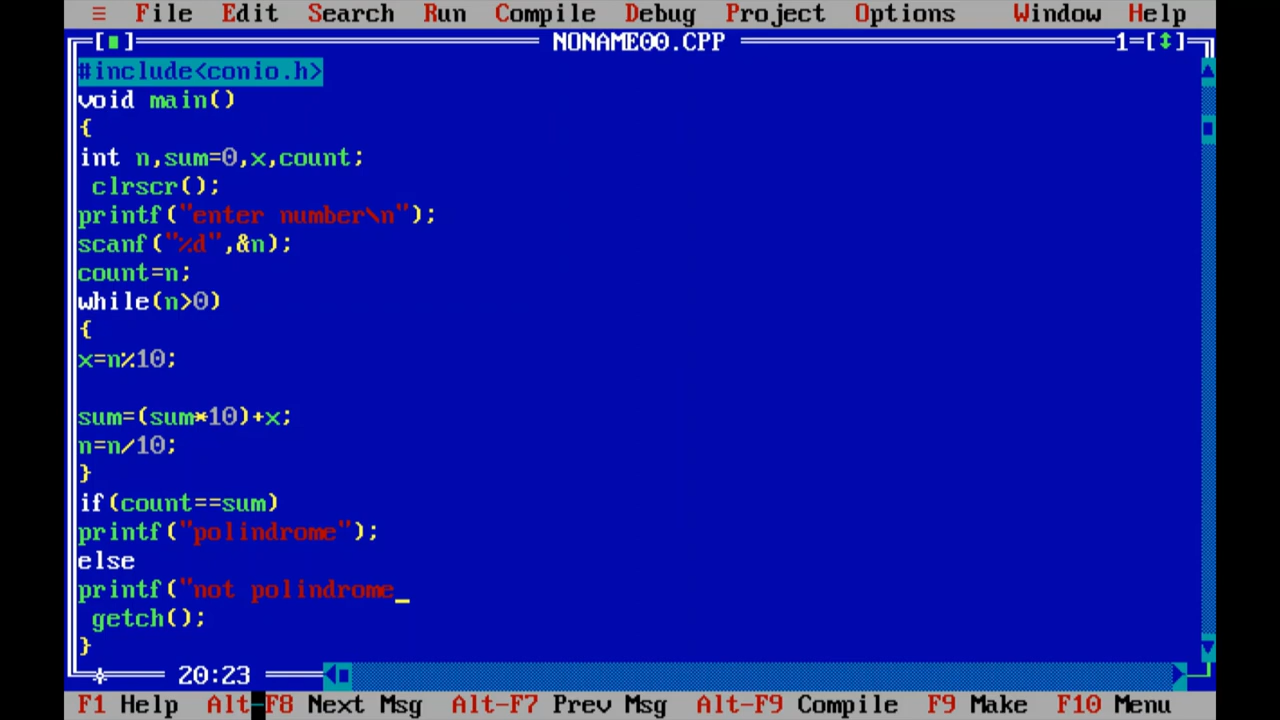 ≡ File Edit Search Run Compile Debug Project Options Window Help
[■] NONAME00.CPP 1=[↕]
#include<conio.h>
void main()
{
int n,sum=0,x,count;
clrscr();
printf("enter number\n");
scanf("%d",&n);
count=n;
while(n>0)
{
x=n%10;
sum=(sum*10)+x;
n=n/10;
}
if(count==sum)
printf("polindrome");
else
printf("not polindrome_
getch();
}
20:23
F1 Help Alt-F8 Next Msg Alt-F7 Prev Msg Alt-F9 Compile F9 Make F10 Menu